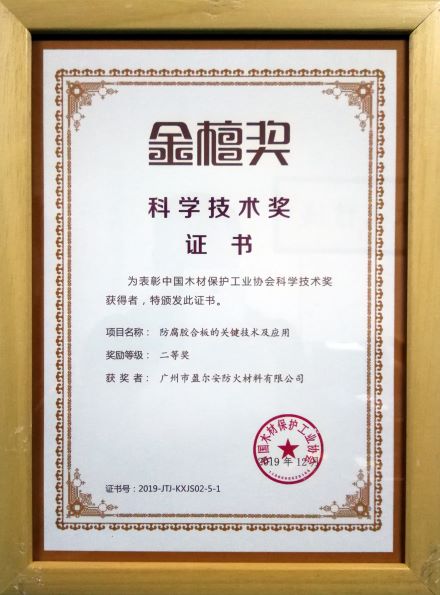 金檀奖
科学技术奖
证书
为表彰中国木材保护工业协会科学技术奖
获得者，特颁发此证书。
项目名称： 防腐胶合板的关键技术及应用
奖励等级： 二等奖
获奖者： 广州市盈尔安防火材料有限公司
中国木材保护工业协会
2019年12月
证书号：2019-JTJ-KXJS02-5-1